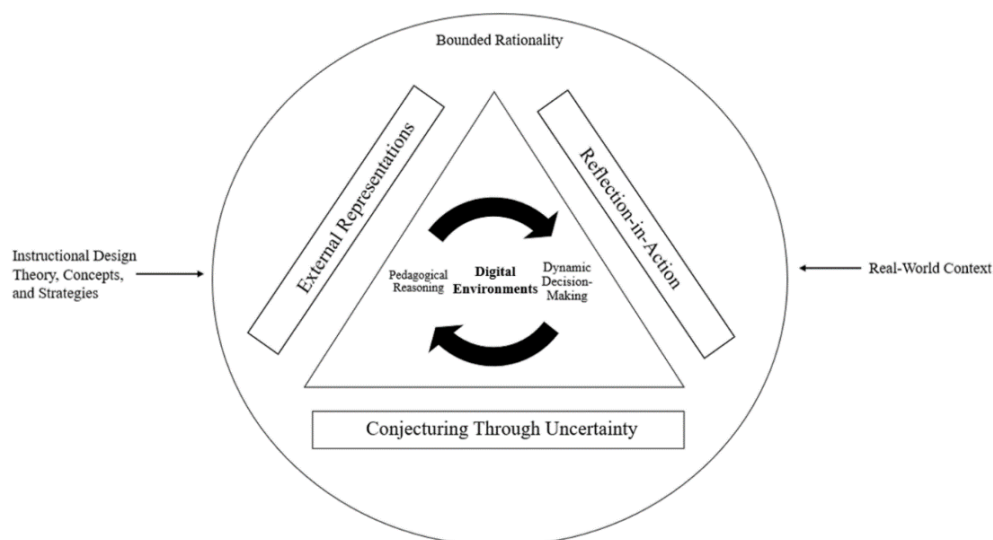 Bounded Rationality
External Representations
Reflection-in-Action
Instructional Design
Theory, Concepts,
and Strategies
Pedagogical
Reasoning
Digital
Environments
Dynamic
Decision-
Making
Real-World Context
Conjecturing Through Uncertainty